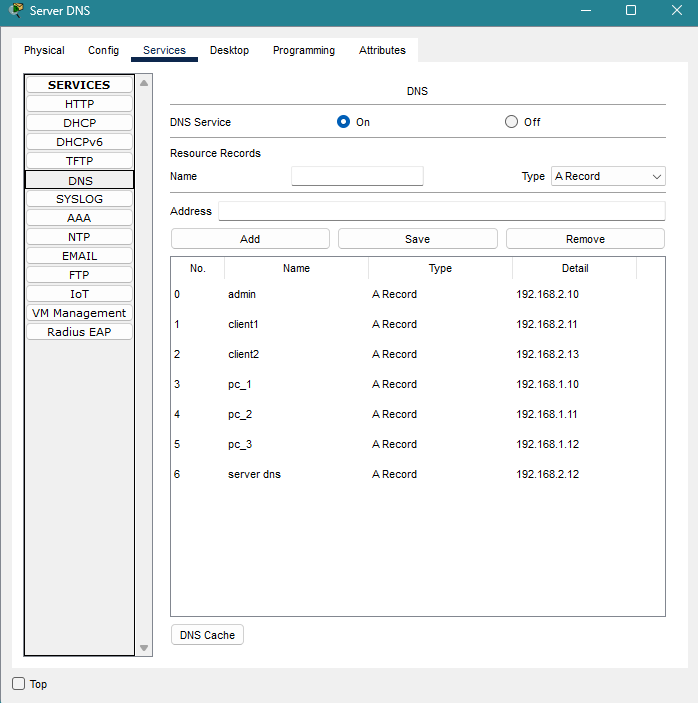 Server DNS
Physical Config Services Desktop Programming Attributes
SERVICES
HTTP
DHCP
DHCPv6
TFTP
DNS
SYSLOG
AAA
NTP
EMAIL
FTP
IoT
VM Management
Radius EAP
DNS
DNS Service On Off
Resource Records
Name Type A Record
Address
Add Save Remove
No. Name Type Detail
0 admin A Record 192.168.2.10
1 client1 A Record 192.168.2.11
2 client2 A Record 192.168.2.13
3 pc_1 A Record 192.168.1.10
4 pc_2 A Record 192.168.1.11
5 pc_3 A Record 192.168.1.12
6 server dns A Record 192.168.2.12
DNS Cache
Top